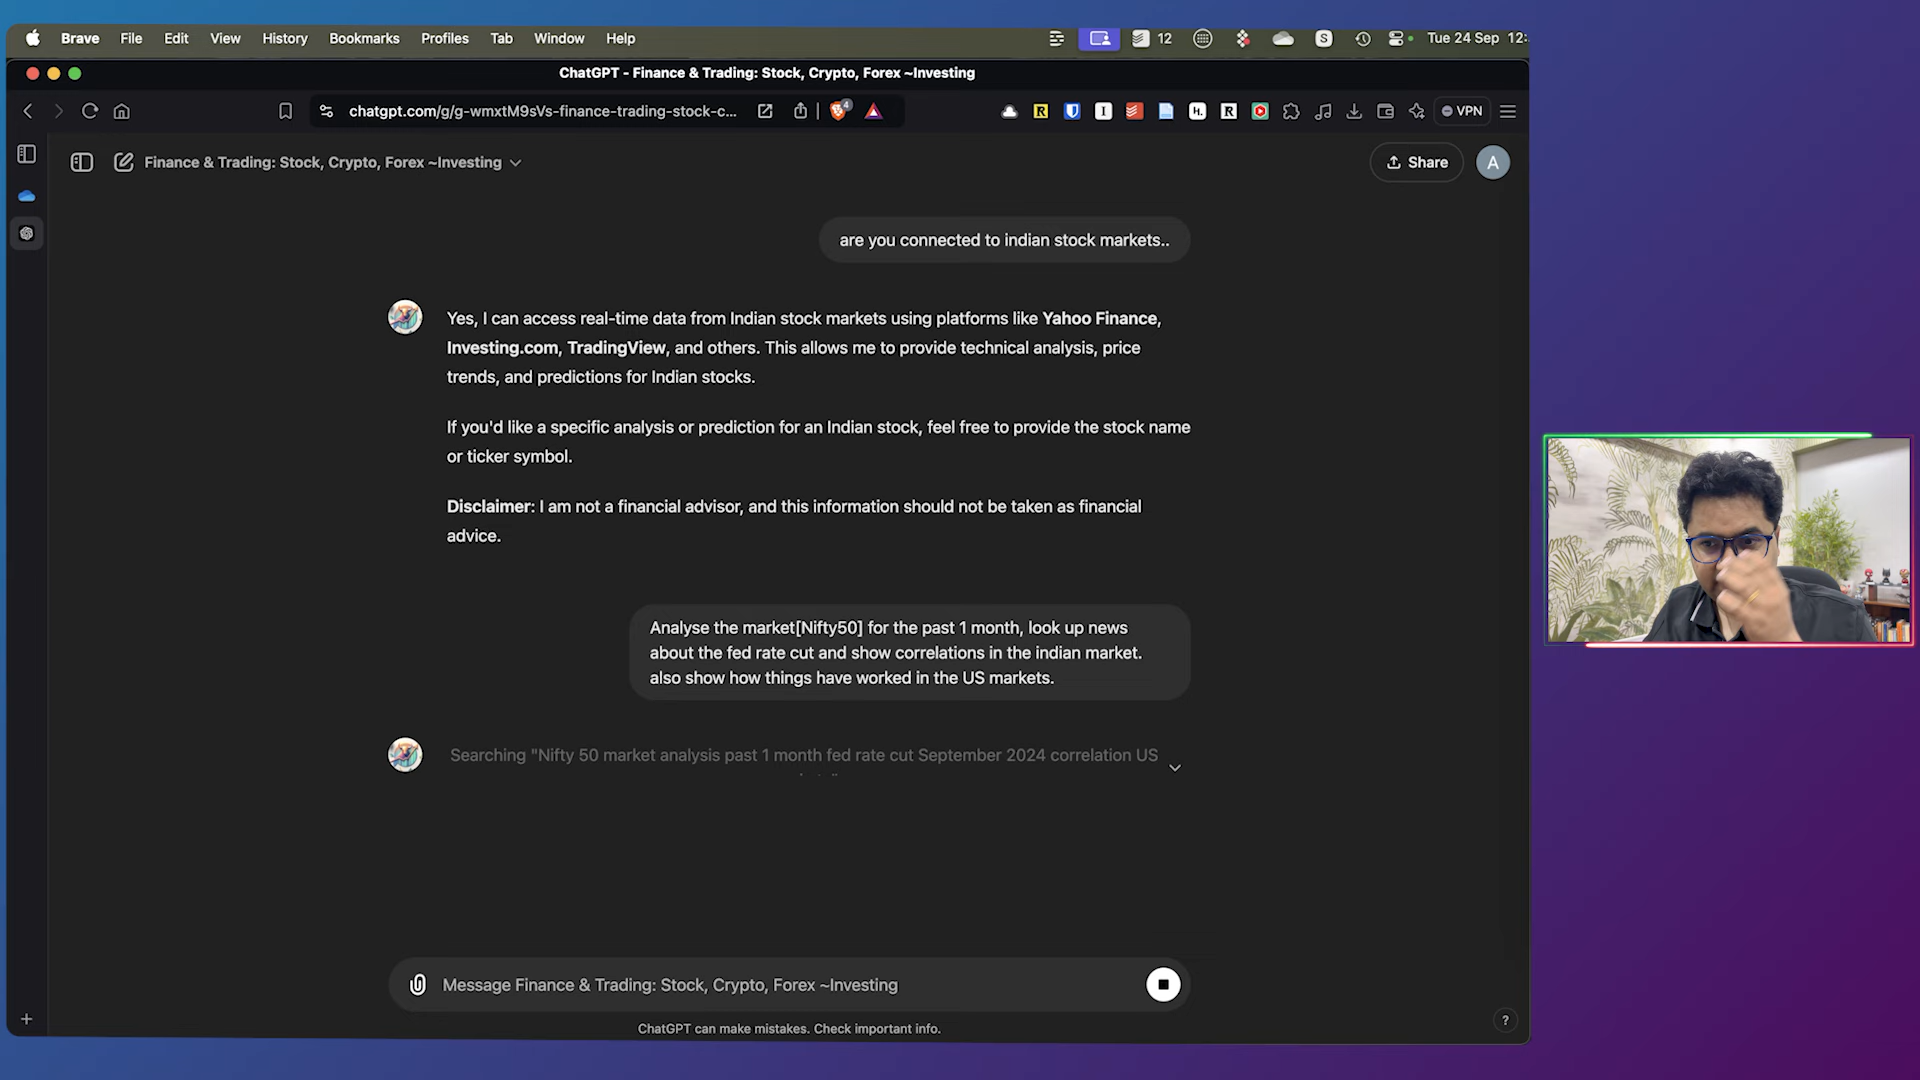 Brave File Edit View History Bookmarks Profiles Tab Window Help 12 S Tue 24 Sep 12:
ChatGPT - Finance & Trading: Stock, Crypto, Forex ~Investing
chatgpt.com/g/g-wmxtM9sVs-finance-trading-stock-c... 4 R I H. R VPN
Finance & Trading: Stock, Crypto, Forex ~Investing Share A
are you connected to indian stock markets..
Yes, I can access real-time data from Indian stock markets using platforms like Yahoo Finance,
Investing.com, TradingView, and others. This allows me to provide technical analysis, price
trends, and predictions for Indian stocks.
If you'd like a specific analysis or prediction for an Indian stock, feel free to provide the stock name
or ticker symbol.
Disclaimer: I am not a financial advisor, and this information should not be taken as financial
advice.
Analyse the market[Nifty50] for the past 1 month, look up news
about the fed rate cut and show correlations in the indian market.
also show how things have worked in the US markets.
Searching "Nifty 50 market analysis past 1 month fed rate cut September 2024 correlation US
Message Finance & Trading: Stock, Crypto, Forex ~Investing
ChatGPT can make mistakes. Check important info.
?